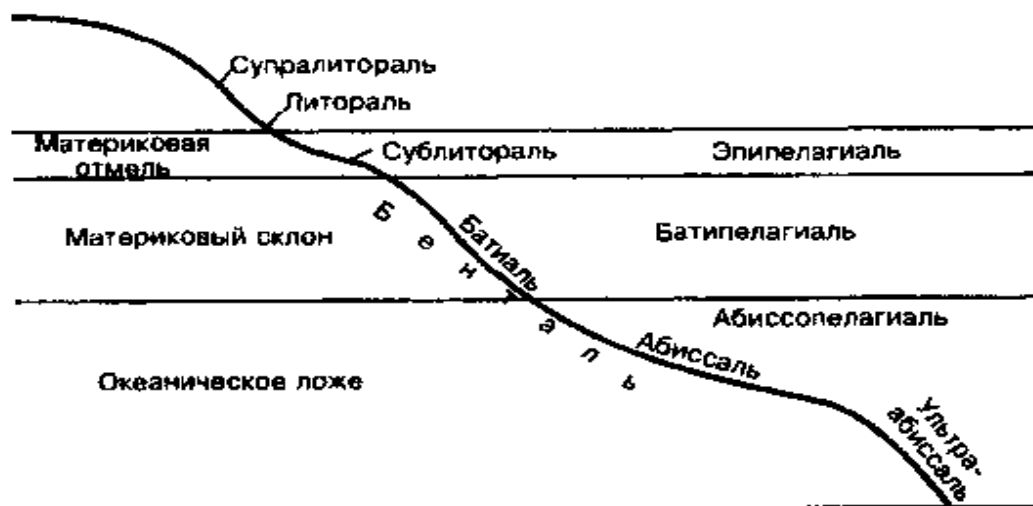 Супралитораль
Литораль
Материковая
отмель
Сублитораль
Эпипелагиаль
Бенталь
Материковый склон
Батиаль
Батипелагиаль
Абиссопелагиаль
Абиссаль
Океаническое ложе
Ультра-
абиссаль